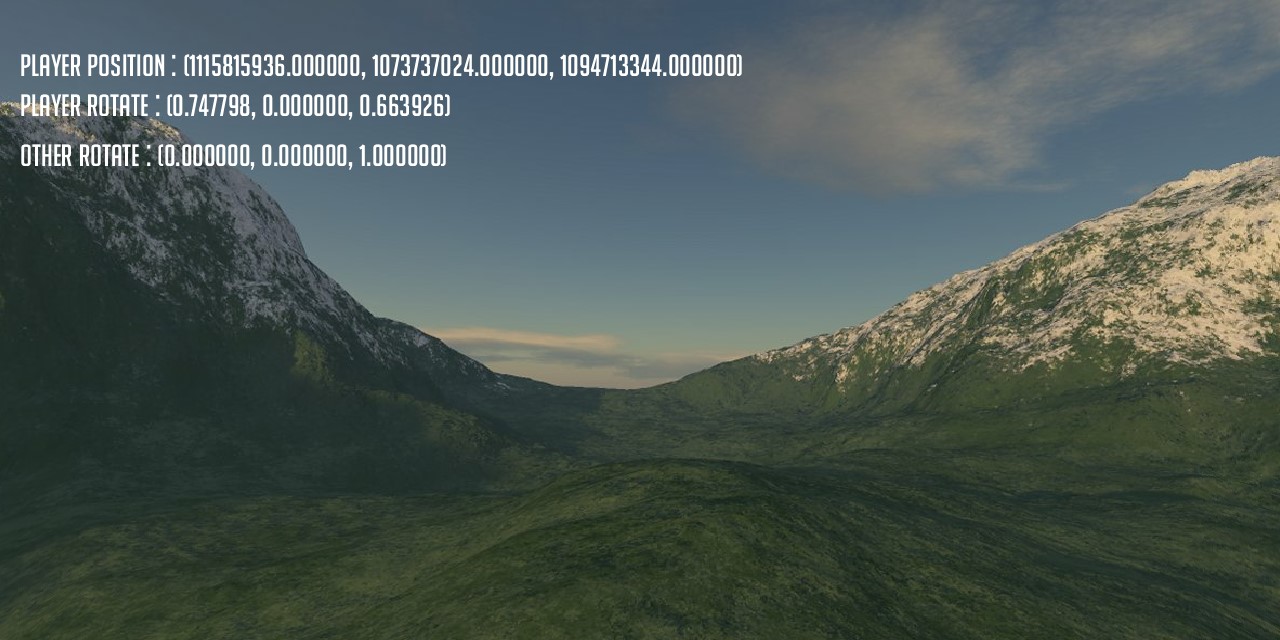 PLAYER POSITION : (1115815936.000000, 1073737024.000000, 1094713344.000000)
PLAYER ROTATE : (0.747798, 0.000000, 0.663926)
OTHER ROTATE : (0.000000, 0.000000, 1.000000)